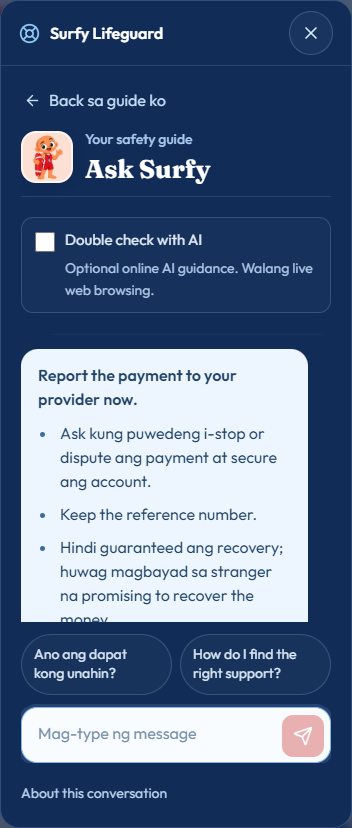 Surfy Lifeguard
Back sa guide ko
Your safety guide
Ask Surfy
Double check with AI
Optional online AI guidance. Walang live
web browsing.
Report the payment to your
provider now.
Ask kung puwedeng i-stop or
dispute ang payment at secure
ang account.
Keep the reference number.
Hindi guaranteed ang recovery;
huwag magbayad sa stranger
na promising to recover the
money.
Ano ang dapat
kong unahin?
How do I find the
right support?
Mag-type ng message
About this conversation